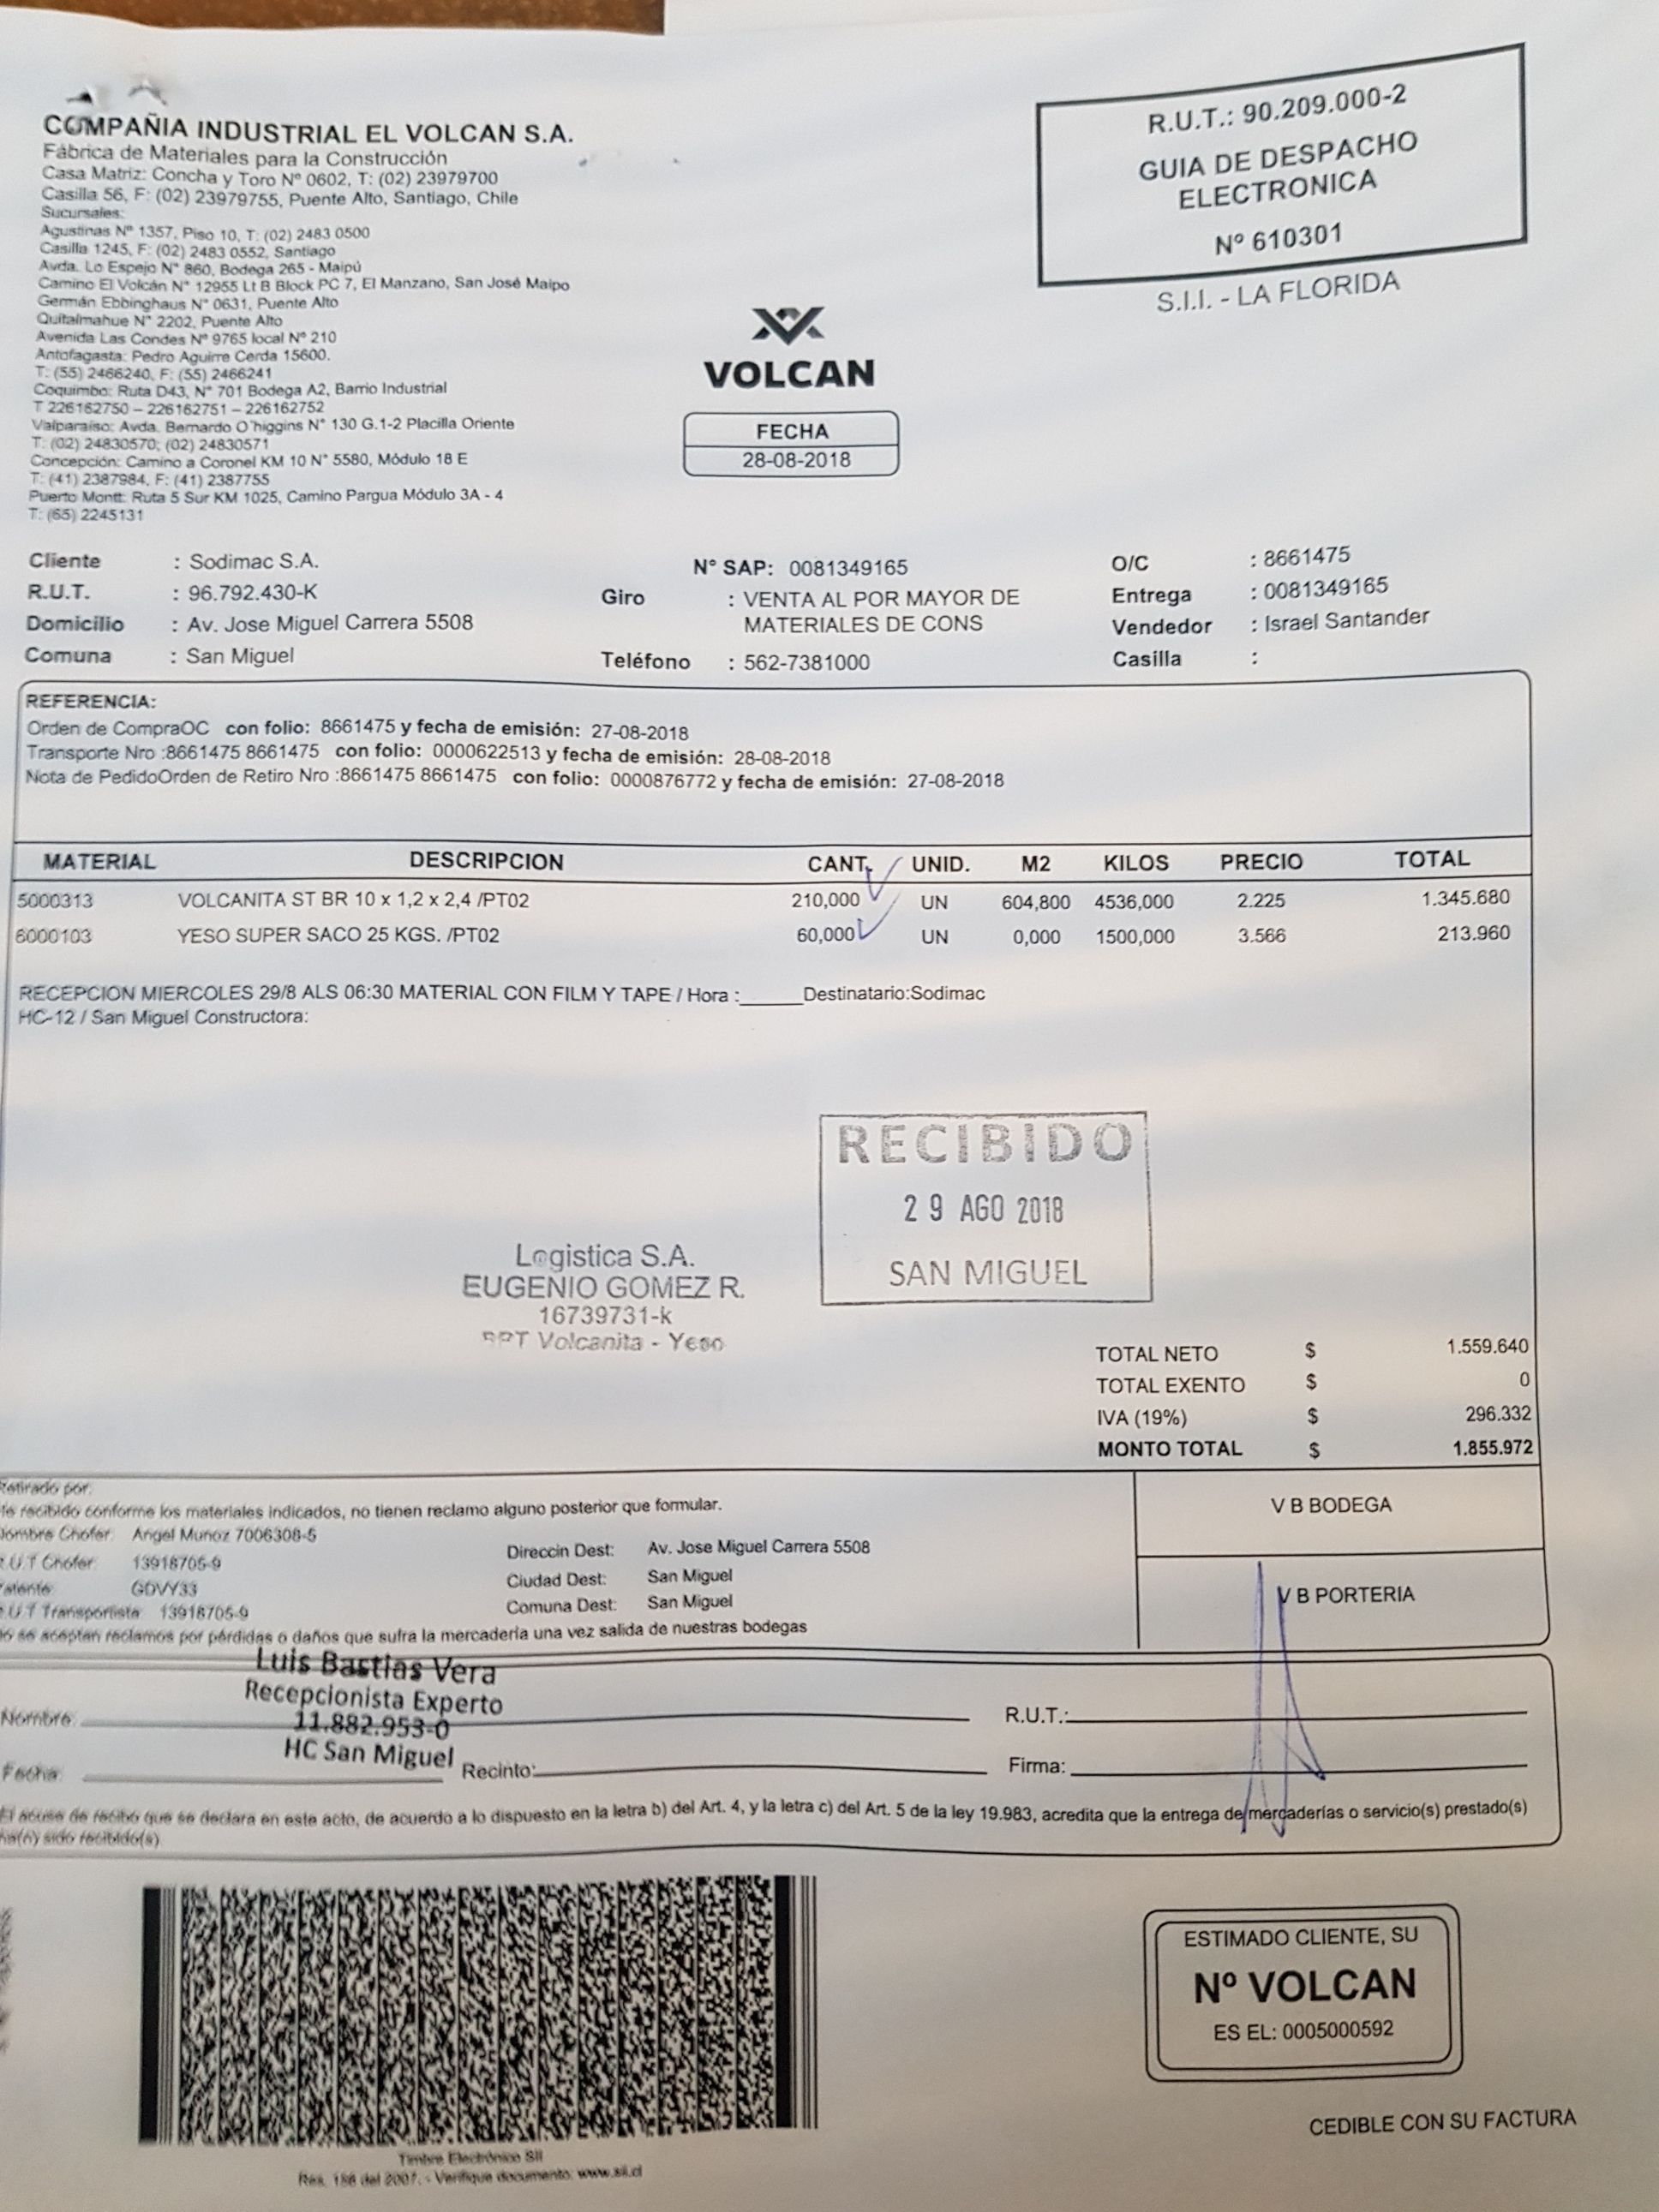 COMPAÑIA INDUSTRIAL EL VOLCAN S.A.
Fábrica de Materiales para la Construcción
Casa Matriz: Concha y Toro Nº 0602, T: (02) 23979700
Casilla 56, F: (02) 23979755, Puente Alto, Santiago, Chile
Sucursales:
Agustinas Nº 1357, Piso 10, T: (02) 2483 0500
Casilla 1245, F: (02) 2483 0552, Santiago
Avda. Lo Espejo N° 860, Bodega 265 - Maipú
Camino El Volcán N° 12955 Lt B Block PC 7, El Manzano, San José Maipo
Germán Ebbinghaus N° 0631, Puente Alto
Quitalmahue N° 2202, Puente Alto
Avenida Las Condes Nº 9765 local Nº 210
Antofagasta: Pedro Aguirre Cerda 15600.
T: (55) 2466240, F: (55) 2466241
Coquimbo: Ruta D43, N° 701 Bodega A2, Barrio Industrial
T 226162750 – 226162751 – 226162752
Valparaíso: Avda. Bernardo O´higgins N° 130 G.1-2 Placilla Oriente
T: (02) 24830570; (02) 24830571
Concepción: Camino a Coronel KM 10 N° 5580, Módulo 18 E
T: (41) 2387984, F: (41) 2387755
Puerto Montt: Ruta 5 Sur KM 1025, Camino Pargua Módulo 3A - 4
T: (65) 2245131
R.U.T.: 90.209.000-2
GUIA DE DESPACHO
ELECTRONICA
Nº 610301
S.I.I. - LA FLORIDA
VOLCAN
FECHA
28-08-2018
Cliente : Sodimac S.A.
R.U.T. : 96.792.430-K
Domicilio : Av. Jose Miguel Carrera 5508
Comuna : San Miguel
N° SAP: 0081349165
Giro : VENTA AL POR MAYOR DE
MATERIALES DE CONS
Teléfono : 562-7381000
O/C : 8661475
Entrega : 0081349165
Vendedor : Israel Santander
Casilla :
REFERENCIA:
Orden de CompraOC con folio: 8661475 y fecha de emisión: 27-08-2018
Transporte Nro :8661475 8661475 con folio: 0000622513 y fecha de emisión: 28-08-2018
Nota de PedidoOrden de Retiro Nro :8661475 8661475 con folio: 0000876772 y fecha de emisión: 27-08-2018
MATERIAL DESCRIPCION CANT. UNID. M2 KILOS PRECIO TOTAL
5000313 VOLCANITA ST BR 10 x 1,2 x 2,4 /PT02 210,000 UN 604,800 4536,000 2.225 1.345.680
6000103 YESO SUPER SACO 25 KGS. /PT02 60,000 UN 0,000 1500,000 3.566 213.960
RECEPCION MIERCOLES 29/8 ALS 06:30 MATERIAL CON FILM Y TAPE / Hora :______Destinatario:Sodimac
HC-12 / San Miguel Constructora:
RECIBIDO
29 AGO 2018
SAN MIGUEL
Logistica S.A.
EUGENIO GOMEZ R.
16739731-k
Volcanita - Yeso
TOTAL NETO $ 1.559.640
TOTAL EXENTO $ 0
IVA (19%) $ 296.332
MONTO TOTAL $ 1.855.972
Retirado por:
He recibido conforme los materiales indicados, no tienen reclamo alguno posterior que formular.
Nombre Chofer: Angel Munoz 7006308-5
R.U.T Chofer: 13918705-9
Patente: GDVY33
R.U.T Transportista: 13918705-9
No se aceptan reclamos por pérdidas o daños que sufra la mercadería una vez salida de nuestras bodegas
Direccin Dest: Av. Jose Miguel Carrera 5508
Ciudad Dest: San Miguel
Comuna Dest: San Miguel
V B BODEGA
V B PORTERIA
Luis Bastias Vera
Recepcionista Experto
11.882.953-0
HC San Miguel
Nombre: R.U.T.:
Fecha: Recinto: Firma:
El acuse de recibo que se declara en este acto, de acuerdo a lo dispuesto en la letra b) del Art. 4, y la letra c) del Art. 5 de la ley 19.983, acredita que la entrega de mercaderías o servicio(s) prestado(s)
ha(n) sido recibido(s)
Timbre Electrónico SII
Res. 186 del 2007. - Verifique documento: www.sii.cl
ESTIMADO CLIENTE, SU
Nº VOLCAN
ES EL: 0005000592
CEDIBLE CON SU FACTURA